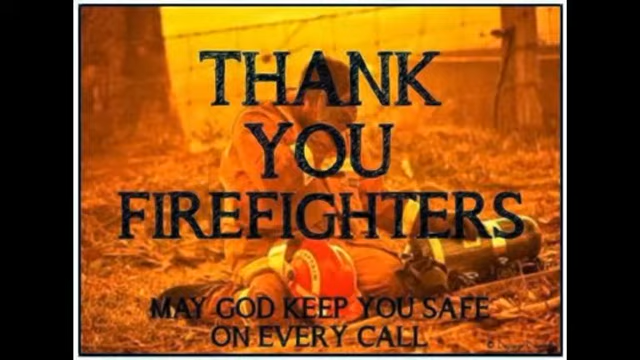 THANK
YOU
FIREFIGHTERS
MAY GOD KEEP YOU SAFE
ON EVERY CALL